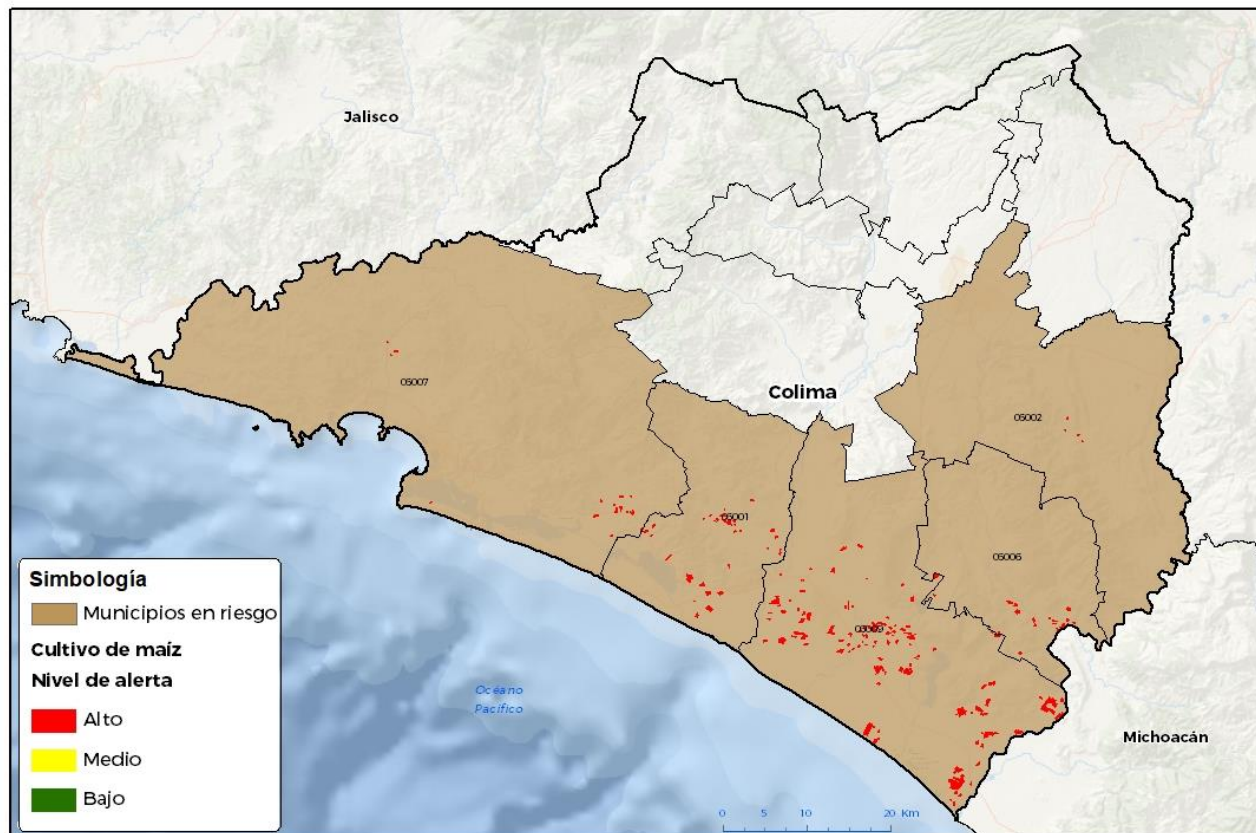 Jalisco
05007
Colima
05002
05001
05006
05009
Océano
Pacífico
Michoacán
Simbología
Municipios en riesgo
Cultivo de maíz
Nivel de alerta
Alto
Medio
Bajo
0 5 10 20 Km